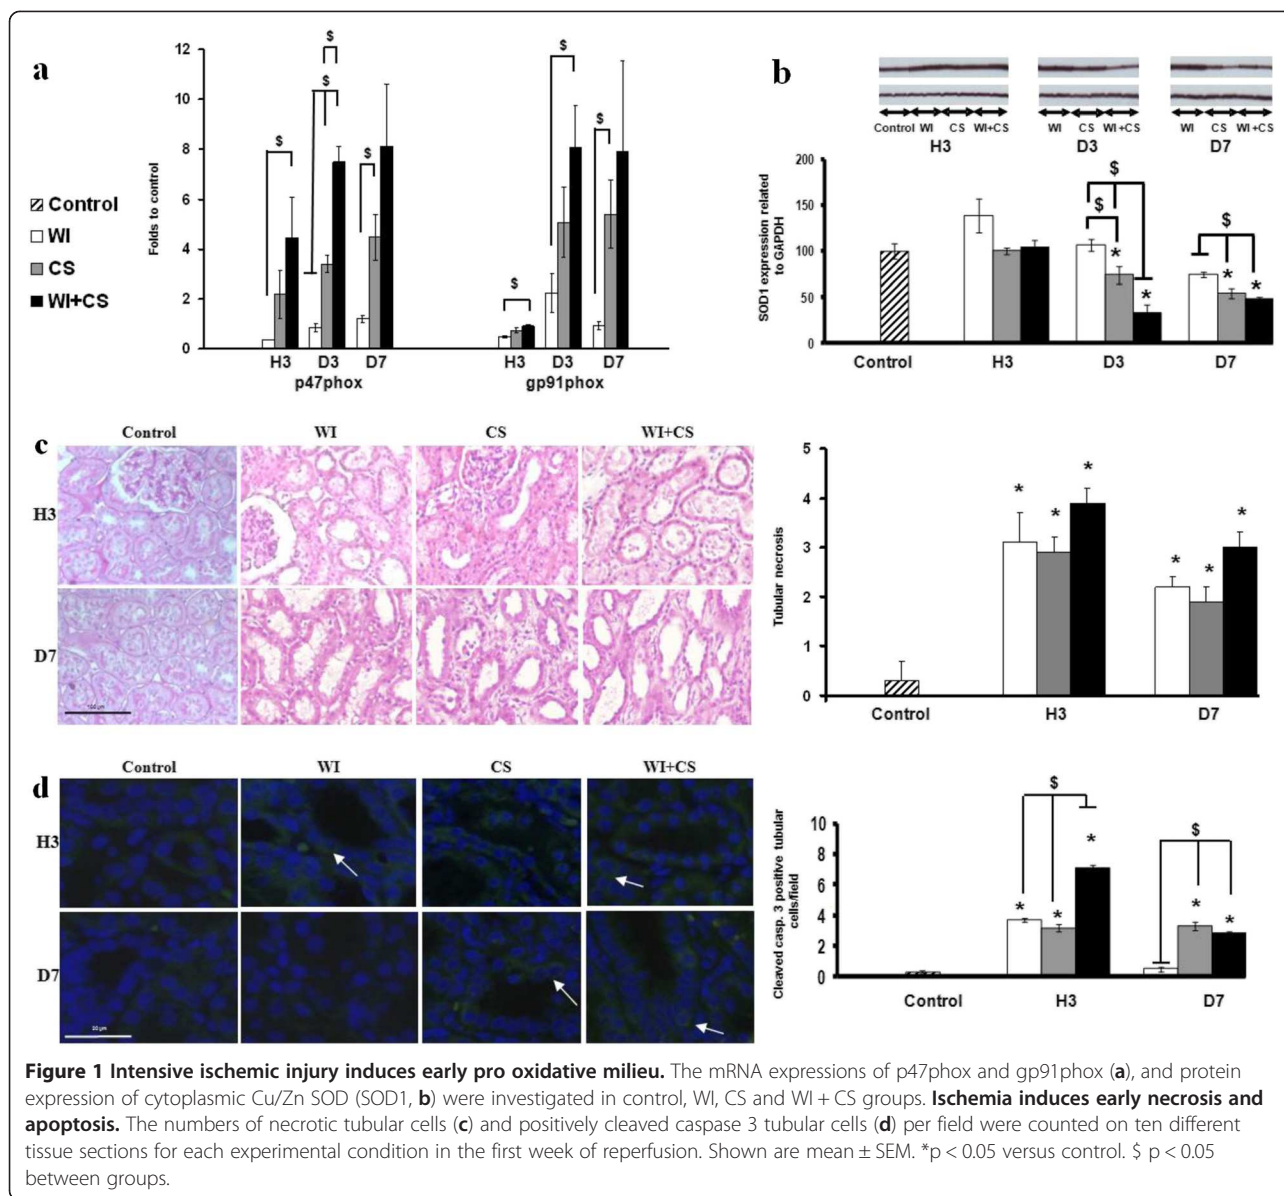 a
Folds to control
12
10
8
6
4
2
0
$
$
$
$
$
$
$
$
Control
WI
CS
WI+CS
H3 D3 D7
p47phox
H3 D3 D7
gp91phox
b
Control WI CS WI+CS
H3
WI CS WI+CS
D3
WI CS WI+CS
D7
SOD1 expression related
to GAPDH
200
150
100
50
0
$
$
$
* * * *
Control H3 D3 D7
c
Control WI CS WI+CS
H3
D7
Tubular necrosis
5
4
3
2
1
0
* * * * * *
Control H3 D7
d
Control WI CS WI+CS
H3
D7
Cleaved casp. 3 positive tubular
cells/field
10
8
6
4
2
0
$
$
* * * * *
Control H3 D7
Figure 1 Intensive ischemic injury induces early pro oxidative milieu. The mRNA expressions of p47phox and gp91phox (a), and protein
expression of cytoplasmic Cu/Zn SOD (SOD1, b) were investigated in control, WI, CS and WI + CS groups. Ischemia induces early necrosis and
apoptosis. The numbers of necrotic tubular cells (c) and positively cleaved caspase 3 tubular cells (d) per field were counted on ten different
tissue sections for each experimental condition in the first week of reperfusion. Shown are mean ± SEM. *p < 0.05 versus control. $ p < 0.05
between groups.